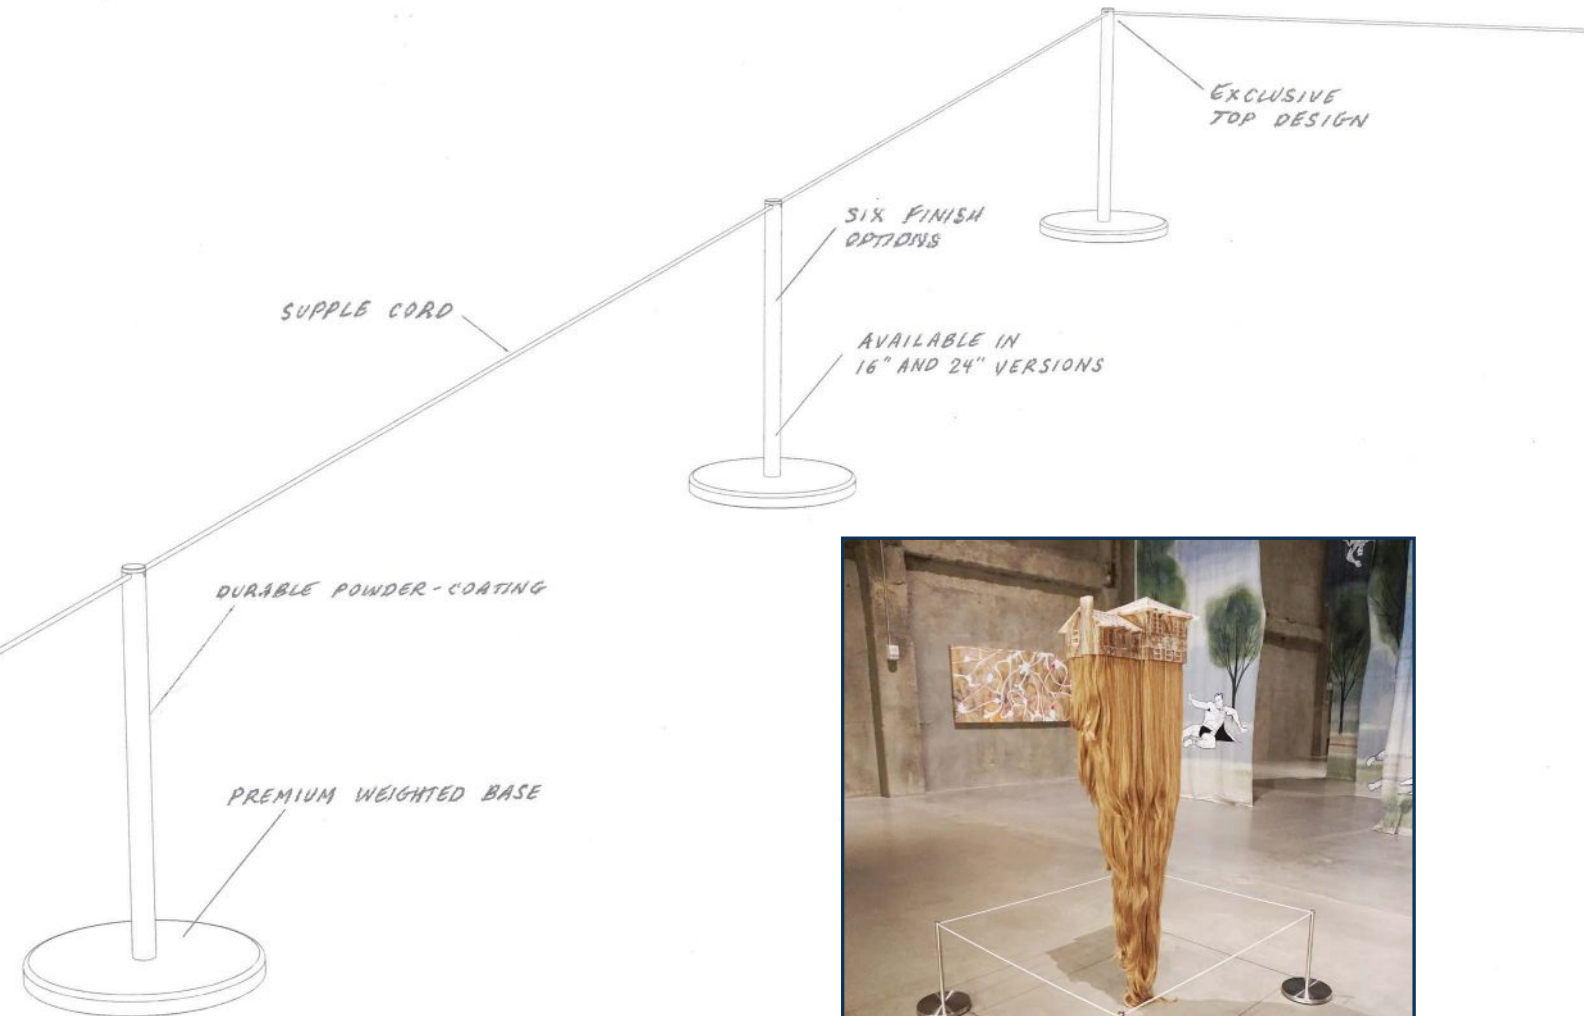 EXCLUSIVE
TOP DESIGN
SIX FINISH
OPTIONS
SUPPLE CORD
AVAILABLE IN
16" AND 24" VERSIONS
DURABLE POWDER-COATING
PREMIUM WEIGHTED BASE